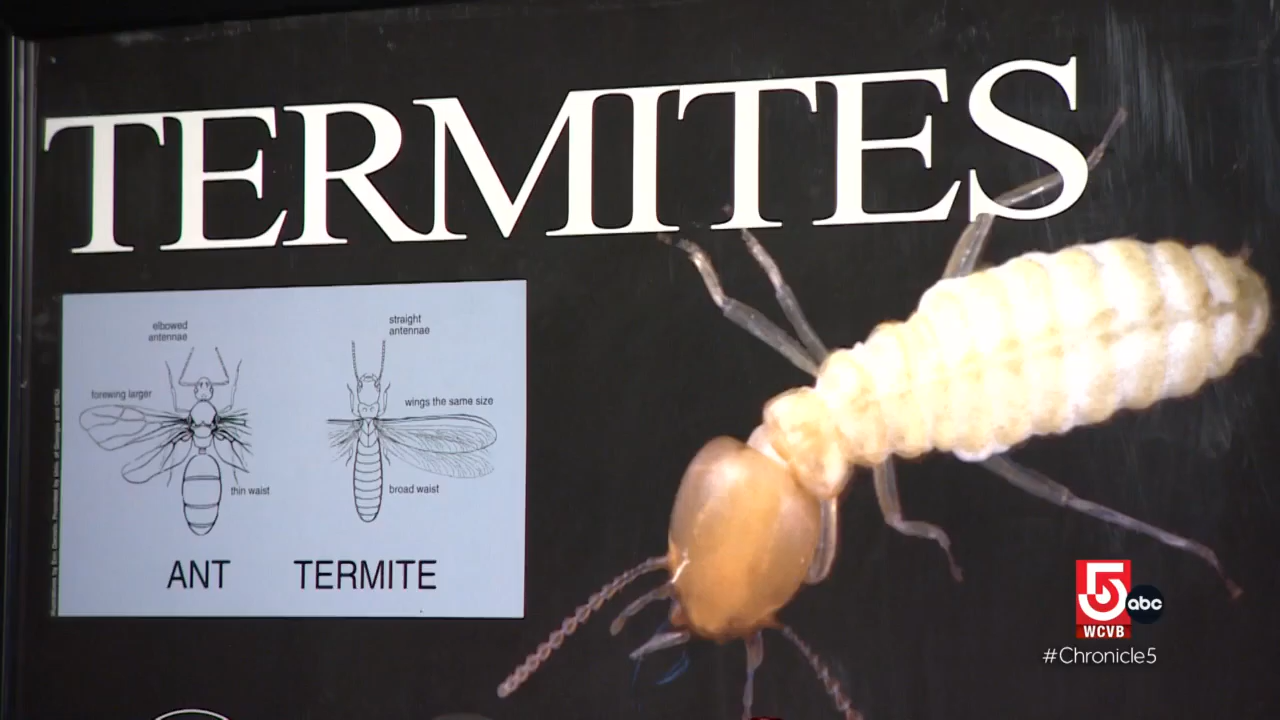 TERMITES
elbowed
antennae
straight
antennae
forewing larger
wings the same size
thin waist
broad waist
ANT
TERMITE
5
abc
WCVB
#Chronicle5